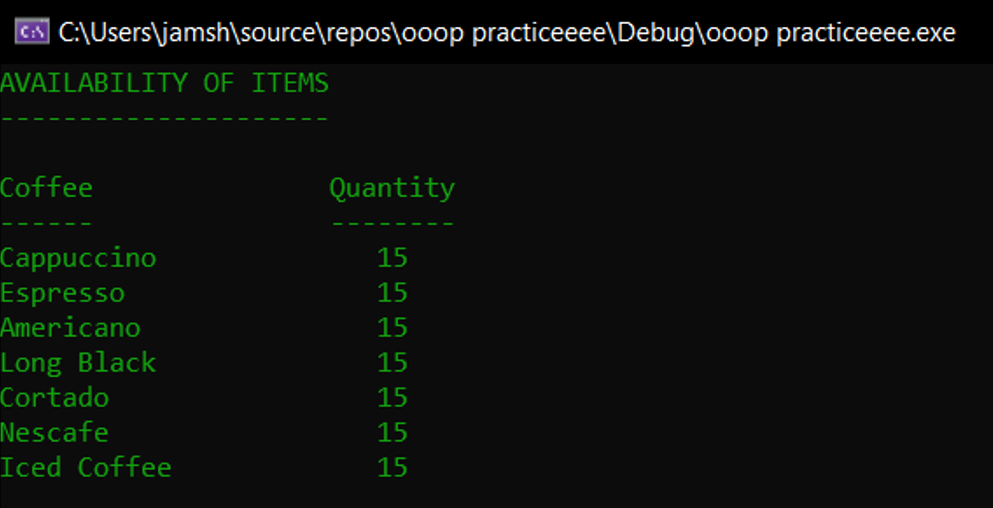 C:\Users\jamsh\source\repos\ooop practiceeee\Debug\ooop practiceeee.exe
AVAILABILITY OF ITEMS
---------------------
Coffee Quantity
------ --------
Cappuccino 15
Espresso 15
Americano 15
Long Black 15
Cortado 15
Nescafe 15
Iced Coffee 15